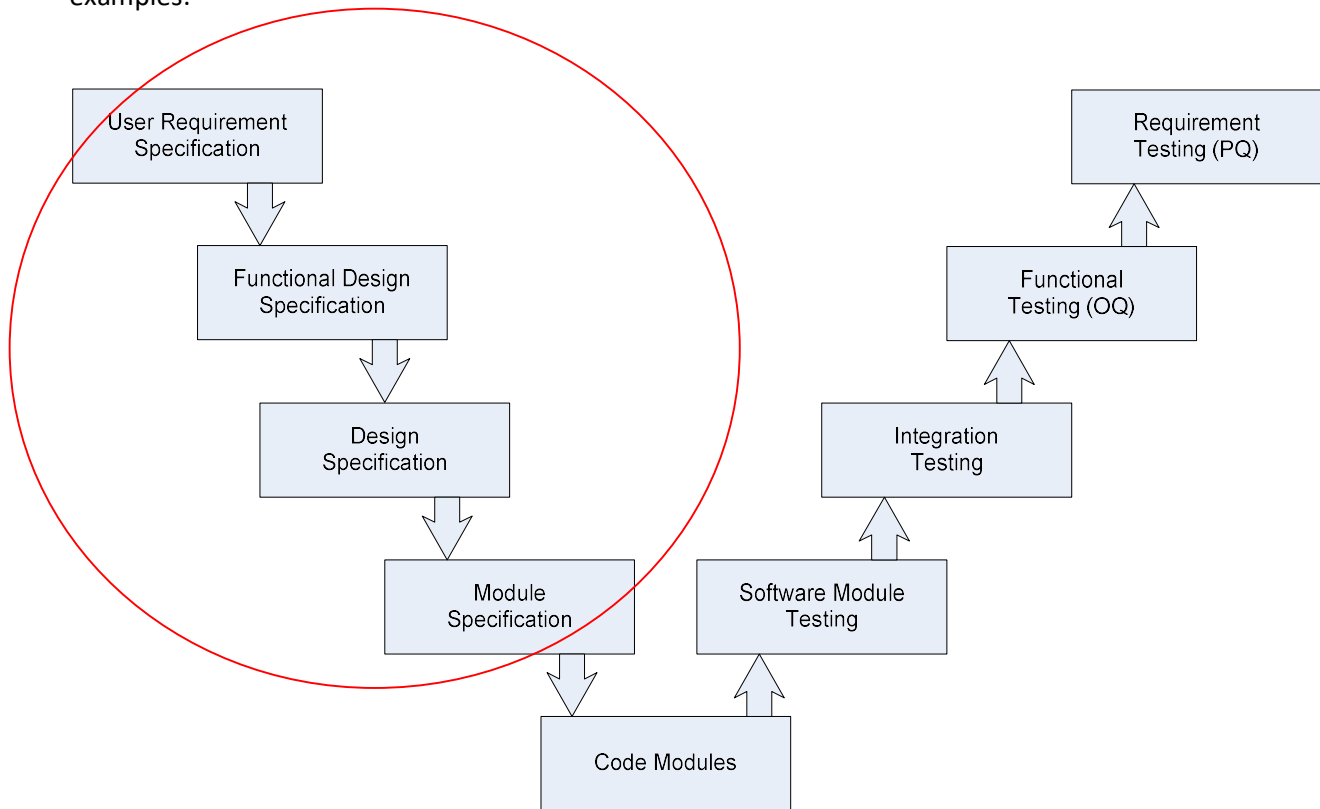 examples:
User Requirement
Specification
Requirement
Testing (PQ)
Functional Design
Specification
Functional
Testing (OQ)
Design
Specification
Integration
Testing
Module
Specification
Software Module
Testing
Code Modules